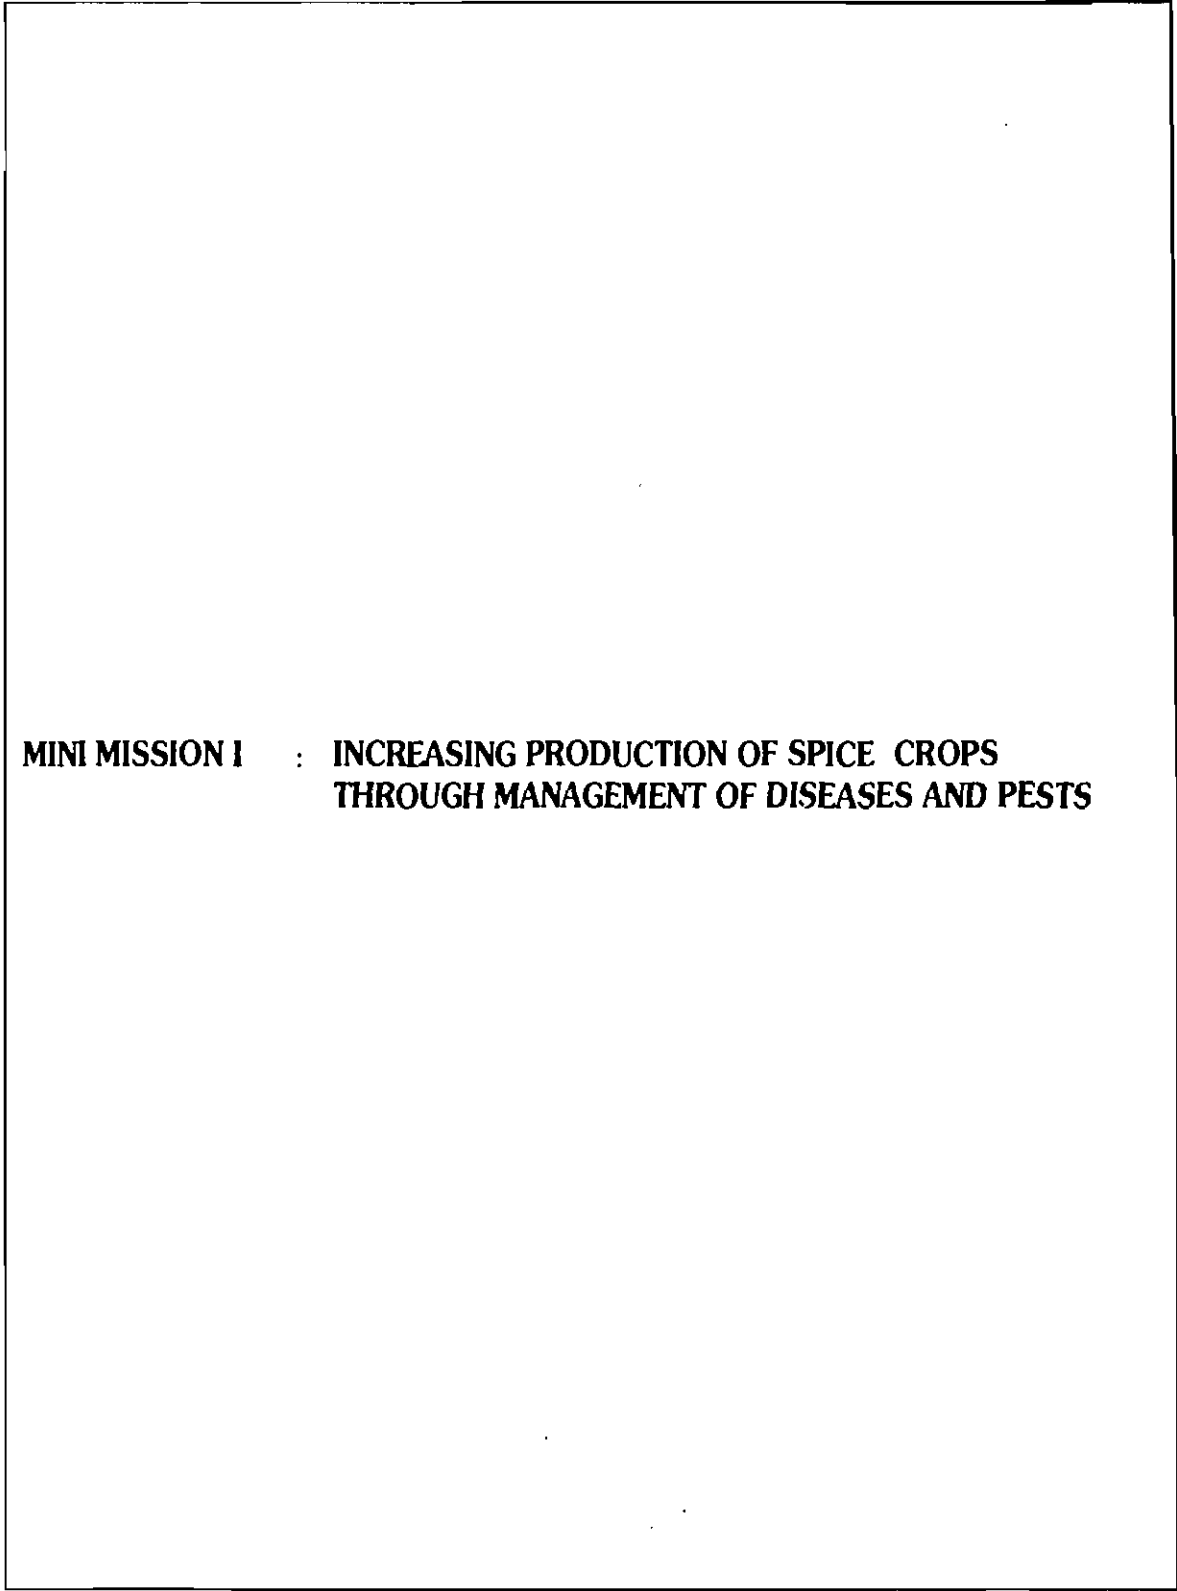 MINI MISSION I : INCREASING PRODUCTION OF SPICE CROPS
THROUGH MANAGEMENT OF DISEASES AND PESTS